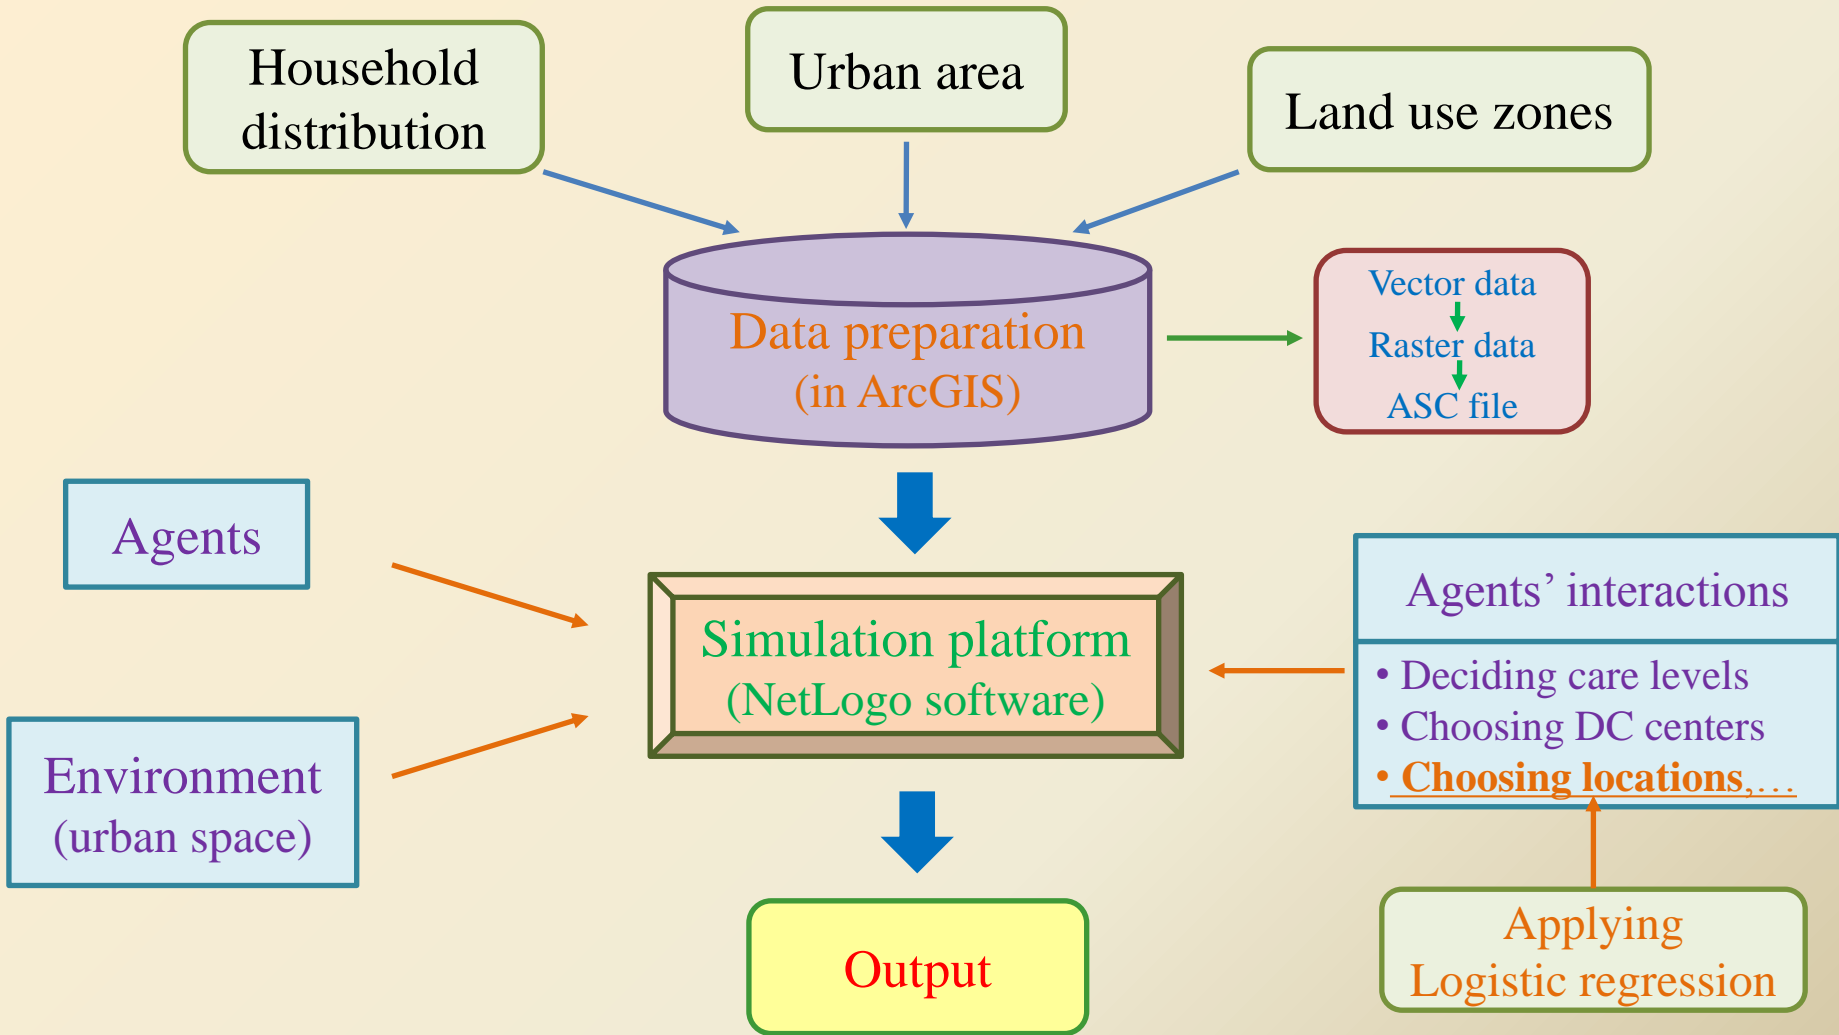 Household
distribution
Urban area
Land use zones
Data preparation
(in ArcGIS)
Vector data
Raster data
ASC file
Agents
Environment
(urban space)
Simulation platform
(NetLogo software)
Agents’ interactions
• Deciding care levels
• Choosing DC centers
• Choosing locations,…
Applying
Logistic regression
Output